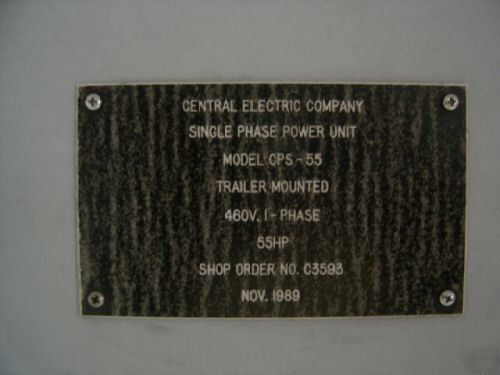 CENTRAL ELECTRIC COMPANY
SINGLE PHASE POWER UNIT
MODEL CPS-55
TRAILER MOUNTED
460V, 1-PHASE
55HP
SHOP ORDER NO. C3593
NOV. 1989